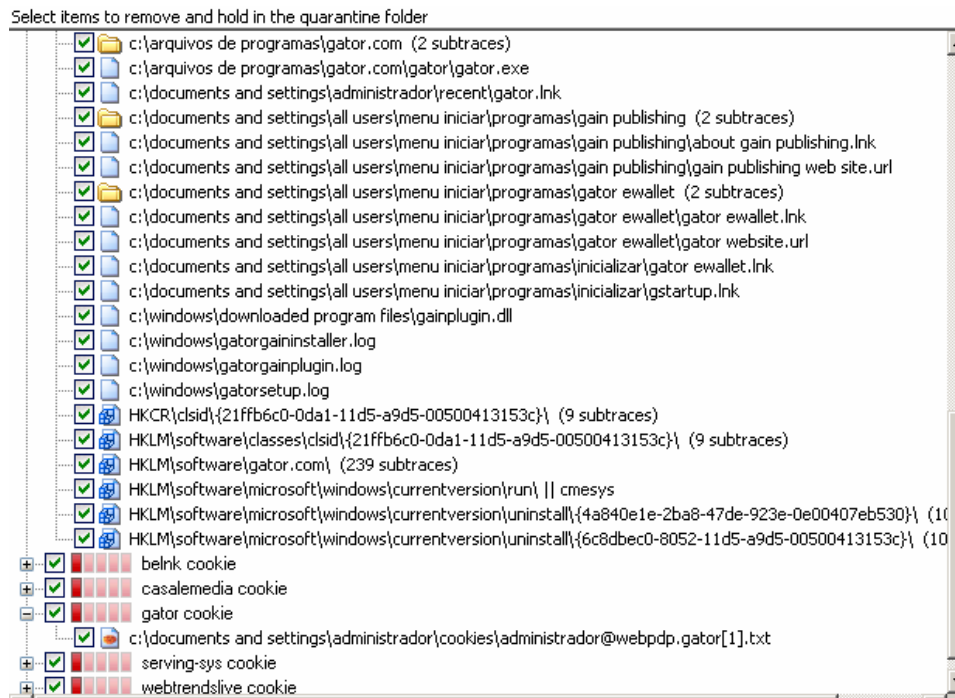 Select items to remove and hold in the quarantine folder
c:\arquivos de programas\gator.com (2 subtraces)
c:\arquivos de programas\gator.com\gator\gator.exe
c:\documents and settings\administrador\recent\gator.lnk
c:\documents and settings\all users\menu iniciar\programas\gain publishing (2 subtraces)
c:\documents and settings\all users\menu iniciar\programas\gain publishing\about gain publishing.lnk
c:\documents and settings\all users\menu iniciar\programas\gain publishing\gain publishing web site.url
c:\documents and settings\all users\menu iniciar\programas\gator ewallet (2 subtraces)
c:\documents and settings\all users\menu iniciar\programas\gator ewallet\gator ewallet.lnk
c:\documents and settings\all users\menu iniciar\programas\gator ewallet\gator website.url
c:\documents and settings\all users\menu iniciar\programas\inicializar\gator ewallet.lnk
c:\documents and settings\all users\menu iniciar\programas\inicializar\gstartup.lnk
c:\windows\downloaded program files\gainplugin.dll
c:\windows\gatorgaininstaller.log
c:\windows\gatorgainplugin.log
c:\windows\gatorsetup.log
HKCR\clsid\{21ffb6c0-0da1-11d5-a9d5-00500413153c}\ (9 subtraces)
HKLM\software\classes\clsid\{21ffb6c0-0da1-11d5-a9d5-00500413153c}\ (9 subtraces)
HKLM\software\gator.com\ (239 subtraces)
HKLM\software\microsoft\windows\currentversion\run\ || cmesys
HKLM\software\microsoft\windows\currentversion\uninstall\{4a840e1e-2ba8-47de-923e-0e00407eb530}\ (10
HKLM\software\microsoft\windows\currentversion\uninstall\{6c8dbec0-8052-11d5-a9d5-00500413153c}\ (10
belnk cookie
casalemedia cookie
gator cookie
c:\documents and settings\administrador\cookies\administrador@webpdp.gator[1].txt
serving-sys cookie
webtrendslive cookie